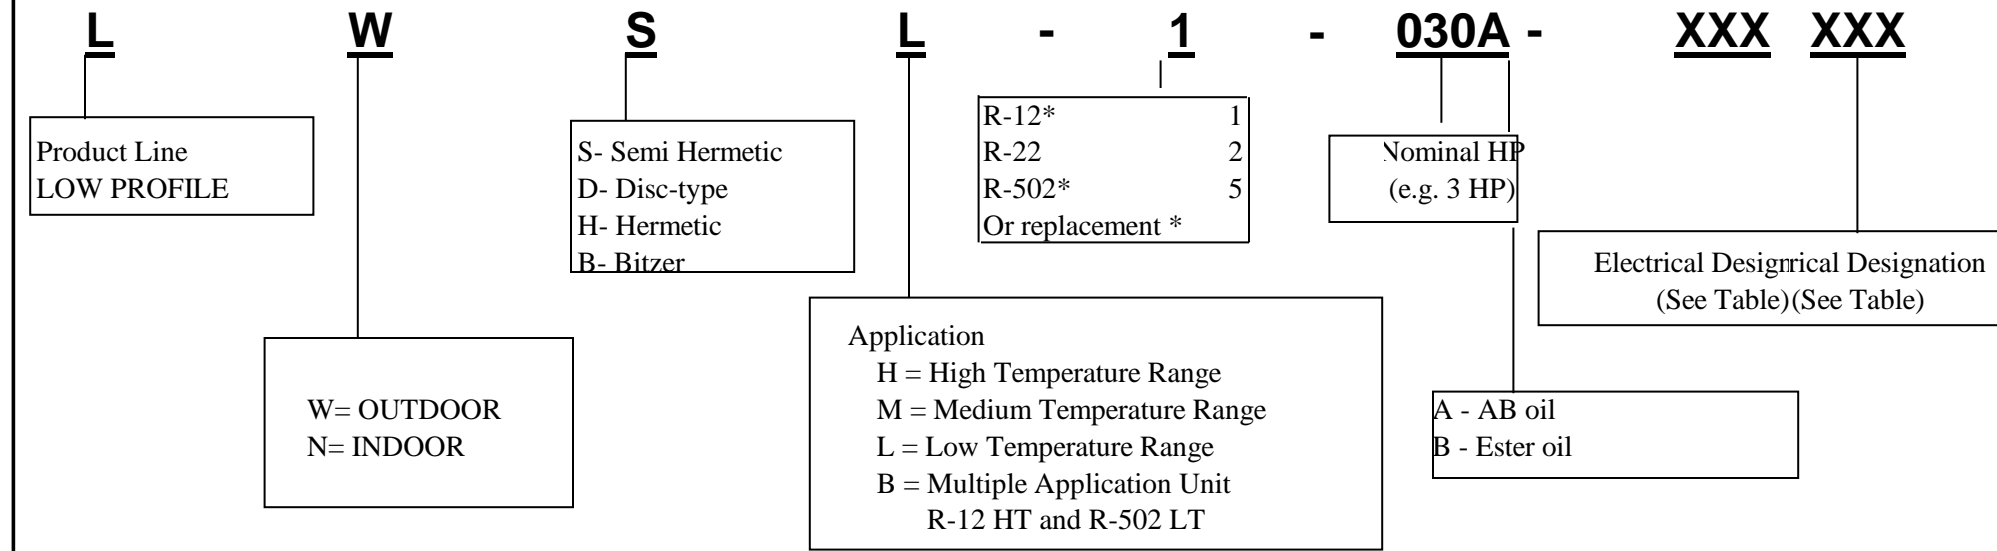 L W S L - 1 - 030A - XXX XXX
Product Line
LOW PROFILE
W= OUTDOOR
N= INDOOR
S- Semi Hermetic
D- Disc-type
H- Hermetic
B- Bitzer
Application
H = High Temperature Range
M = Medium Temperature Range
L = Low Temperature Range
B = Multiple Application Unit
R-12 HT and R-502 LT
R-12* 1
R-22 2
R-502* 5
Or replacement *
Nominal HP
(e.g. 3 HP)
A - AB oil
B - Ester oil
Electrical Designrical Designation
(See Table)(See Table)